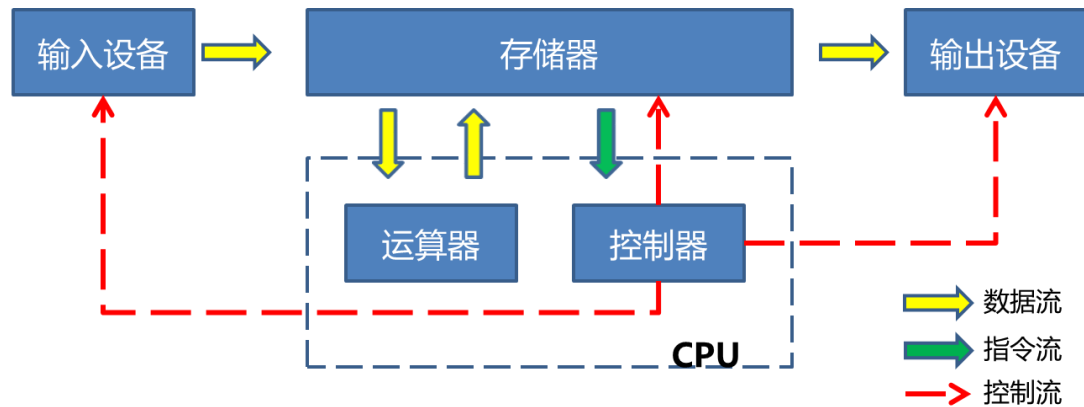 输入设备
存储器
输出设备
运算器
控制器
CPU
数据流
指令流
控制流